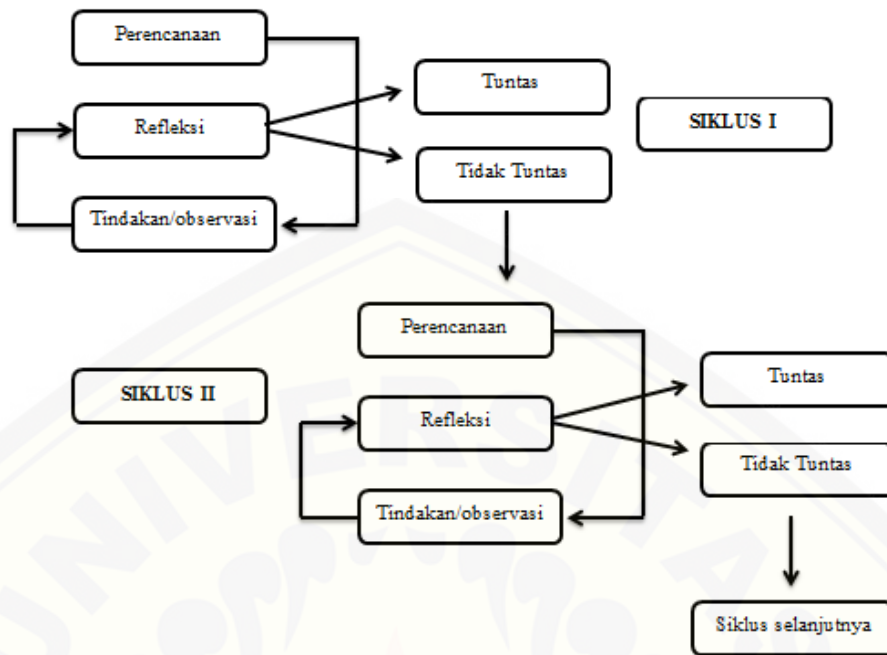 Perencanaan
Tuntas
Refleksi
SIKLUS I
Tidak Tuntas
Tindakan/observasi
Perencanaan
SIKLUS II
Tuntas
Refleksi
Tidak Tuntas
Tindakan/observasi
Siklus selanjutnya
UNIVERSITAS